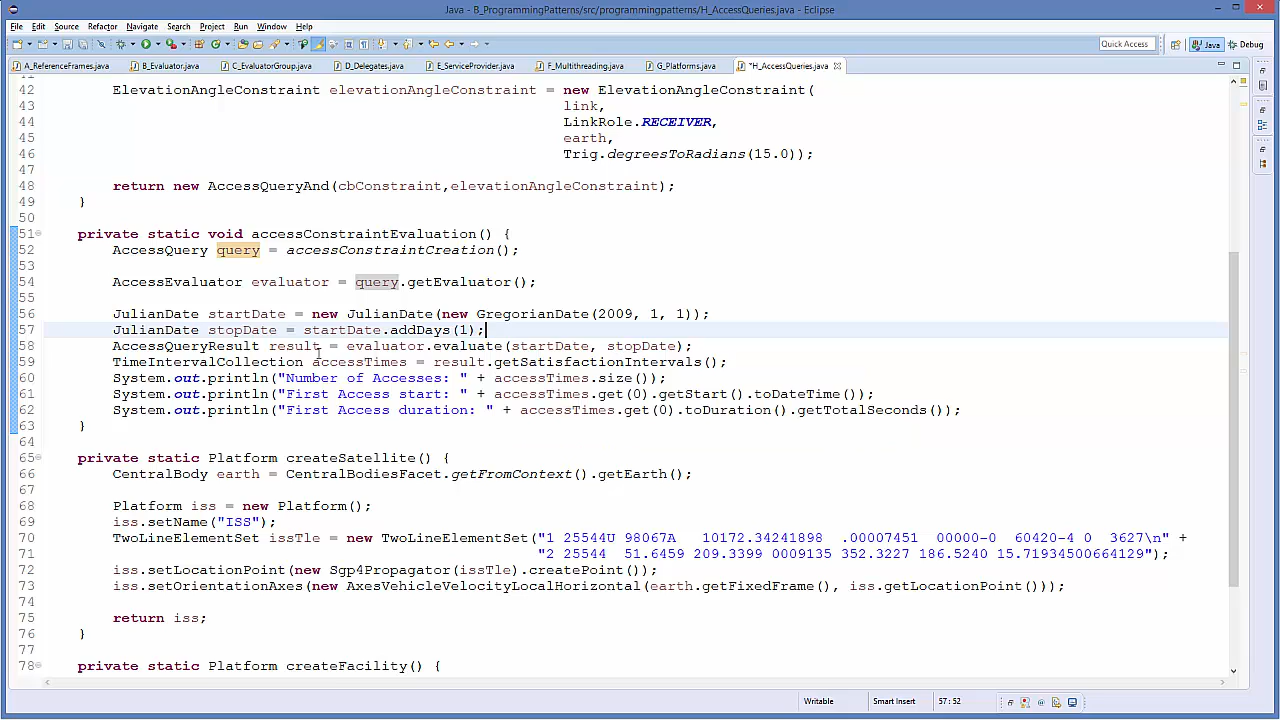 Java - B_ProgrammingPatterns/src/programmingpatterns/H_AccessQueries.java - Eclipse
File Edit Source Refactor Navigate Search Project Run Window Help
Quick Access Java Debug
A_ReferenceFrames.java B_Evaluator.java C_EvaluatorGroup.java D_Delegates.java E_ServiceProvider.java F_Multithreading.java G_Platforms.java *H_AccessQueries.java
42 ElevationAngleConstraint elevationAngleConstraint = new ElevationAngleConstraint(
43 link,
44 LinkRole.RECEIVER,
45 earth,
46 Trig.degreesToRadians(15.0));
47
48 return new AccessQueryAnd(cbConstraint,elevationAngleConstraint);
49 }
50
51 private static void accessConstraintEvaluation() {
52 AccessQuery query = accessConstraintCreation();
53
54 AccessEvaluator evaluator = query.getEvaluator();
55
56 JulianDate startDate = new JulianDate(new GregorianDate(2009, 1, 1));
57 JulianDate stopDate = startDate.addDays(1);
58 AccessQueryResult result = evaluator.evaluate(startDate, stopDate);
59 TimeIntervalCollection accessTimes = result.getSatisfactionIntervals();
60 System.out.println("Number of Accesses: " + accessTimes.size());
61 System.out.println("First Access start: " + accessTimes.get(0).getStart().toDateTime());
62 System.out.println("First Access duration: " + accessTimes.get(0).toDuration().getTotalSeconds());
63 }
64
65 private static Platform createSatellite() {
66 CentralBody earth = CentralBodiesFacet.getFromContext().getEarth();
67
68 Platform iss = new Platform();
69 iss.setName("ISS");
70 TwoLineElementSet issTle = new TwoLineElementSet("1 25544U 98067A   10172.34241898  .00007451  00000-0  60420-4 0  3627\n" +
71 "2 25544  51.6459 209.3399 0009135 352.3227 186.5240 15.71934500664129");
72 iss.setLocationPoint(new Sgp4Propagator(issTle).createPoint());
73 iss.setOrientationAxes(new AxesVehicleVelocityLocalHorizontal(earth.getFixedFrame(), iss.getLocationPoint()));
74
75 return iss;
76 }
77
78 private static Platform createFacility() {
Writable Smart Insert 57 : 52